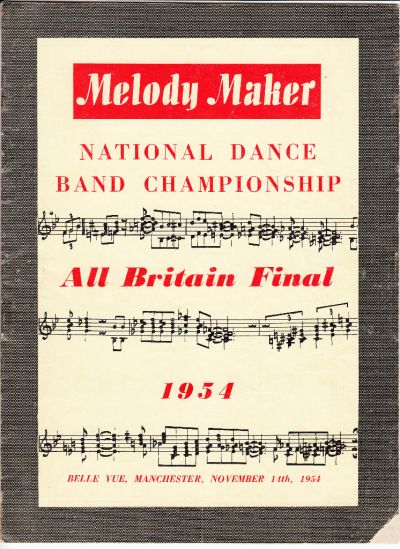 Melody Maker
NATIONAL DANCE
BAND CHAMPIONSHIP
All Britain Final
1954
BELLE VUE, MANCHESTER, NOVEMBER 14th, 1954